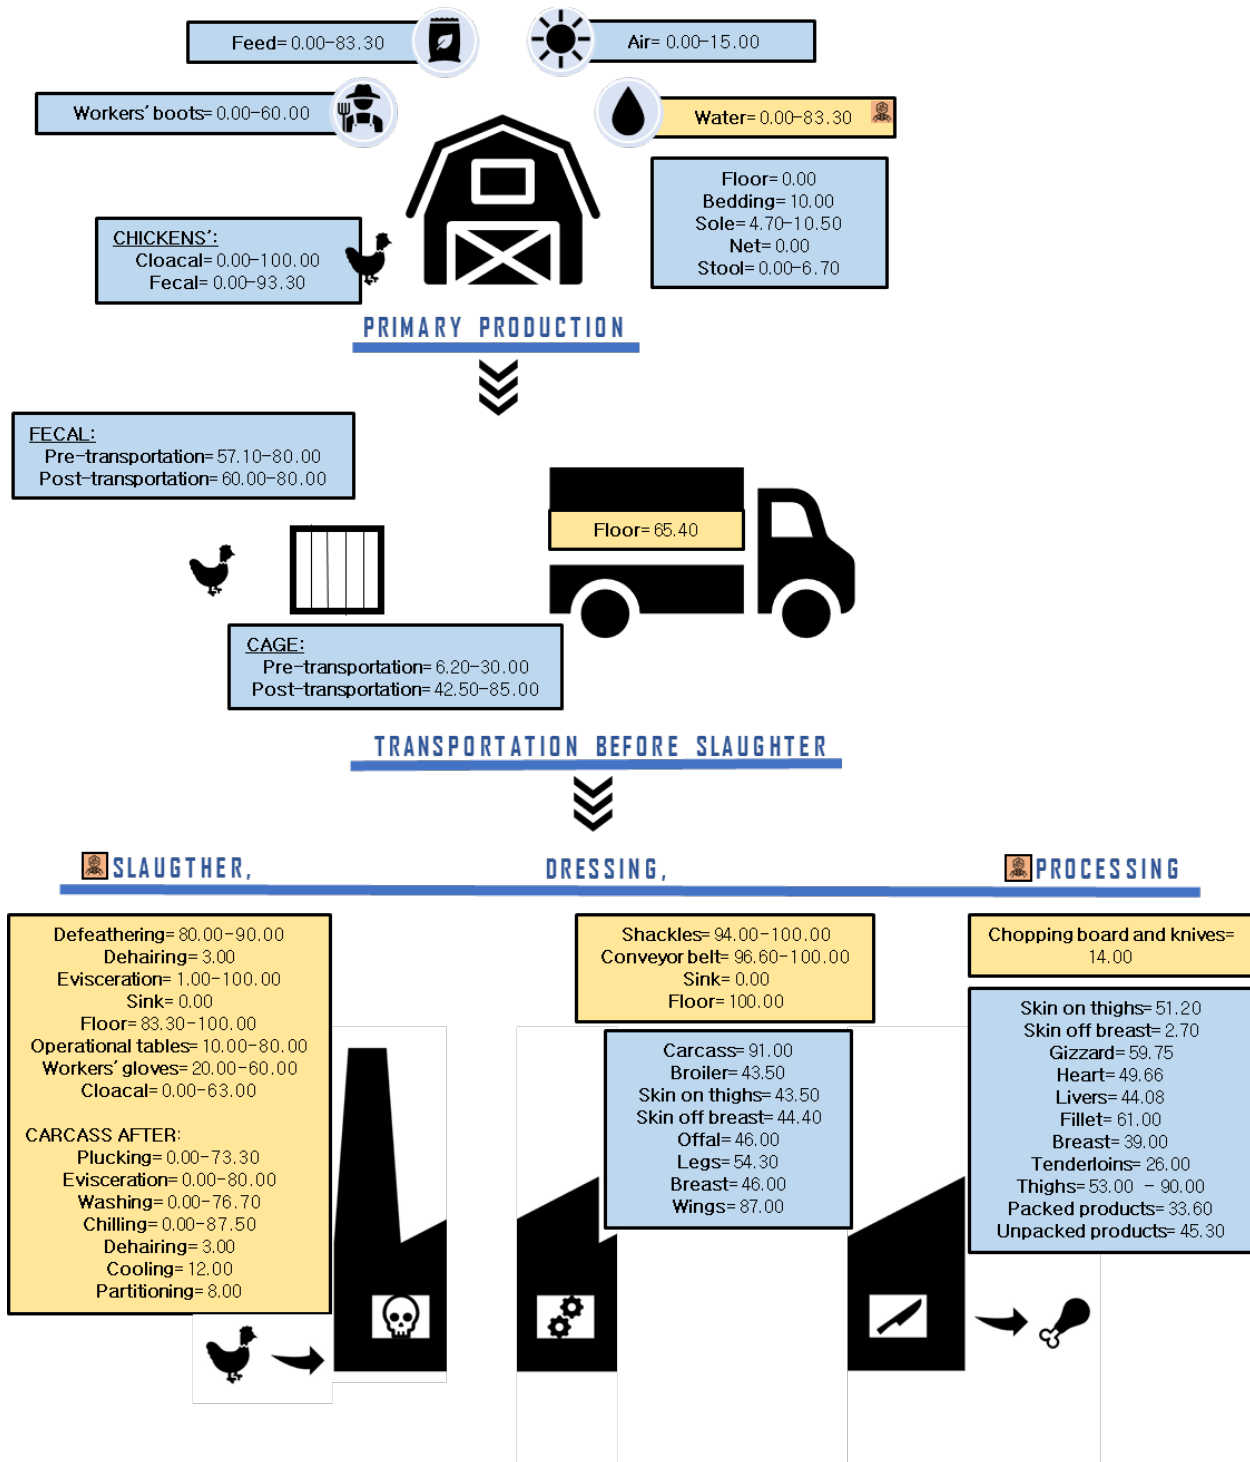 Feed= 0.00-83.30
Air= 0.00-15.00
Workers' boots= 0.00-60.00
Water= 0.00-83.30
Floor= 0.00
Bedding= 10.00
Sole= 4.70-10.50
Net= 0.00
Stool= 0.00-6.70
CHICKENS':
Cloacal= 0.00-100.00
Fecal= 0.00-93.30
PRIMARY PRODUCTION
FECAL:
Pre-transportation= 57.10-80.00
Post-transportation= 60.00-80.00
Floor= 65.40
CAGE:
Pre-transportation= 6.20-30.00
Post-transportation= 42.50-85.00
TRANSPORTATION BEFORE SLAUGHTER
SLAUGTHER, DRESSING, PROCESSING
Defeathering= 80.00-90.00
Dehairing= 3.00
Evisceration= 1.00-100.00
Sink= 0.00
Floor= 83.30-100.00
Operational tables= 10.00-80.00
Workers' gloves= 20.00-60.00
Cloacal= 0.00-63.00
CARCASS AFTER:
Plucking= 0.00-73.30
Evisceration= 0.00-80.00
Washing= 0.00-76.70
Chilling= 0.00-87.50
Dehairing= 3.00
Cooling= 12.00
Partitioning= 8.00
Shackles= 94.00-100.00
Conveyor belt= 96.60-100.00
Sink= 0.00
Floor= 100.00
Carcass= 91.00
Broiler= 43.50
Skin on thighs= 43.50
Skin off breast= 44.40
Offal= 46.00
Legs= 54.30
Breast= 46.00
Wings= 87.00
Chopping board and knives=
14.00
Skin on thighs= 51.20
Skin off breast= 2.70
Gizzard= 59.75
Heart= 49.66
Livers= 44.08
Fillet= 61.00
Breast= 39.00
Tenderloins= 26.00
Thighs= 53.00 - 90.00
Packed products= 33.60
Unpacked products= 45.30